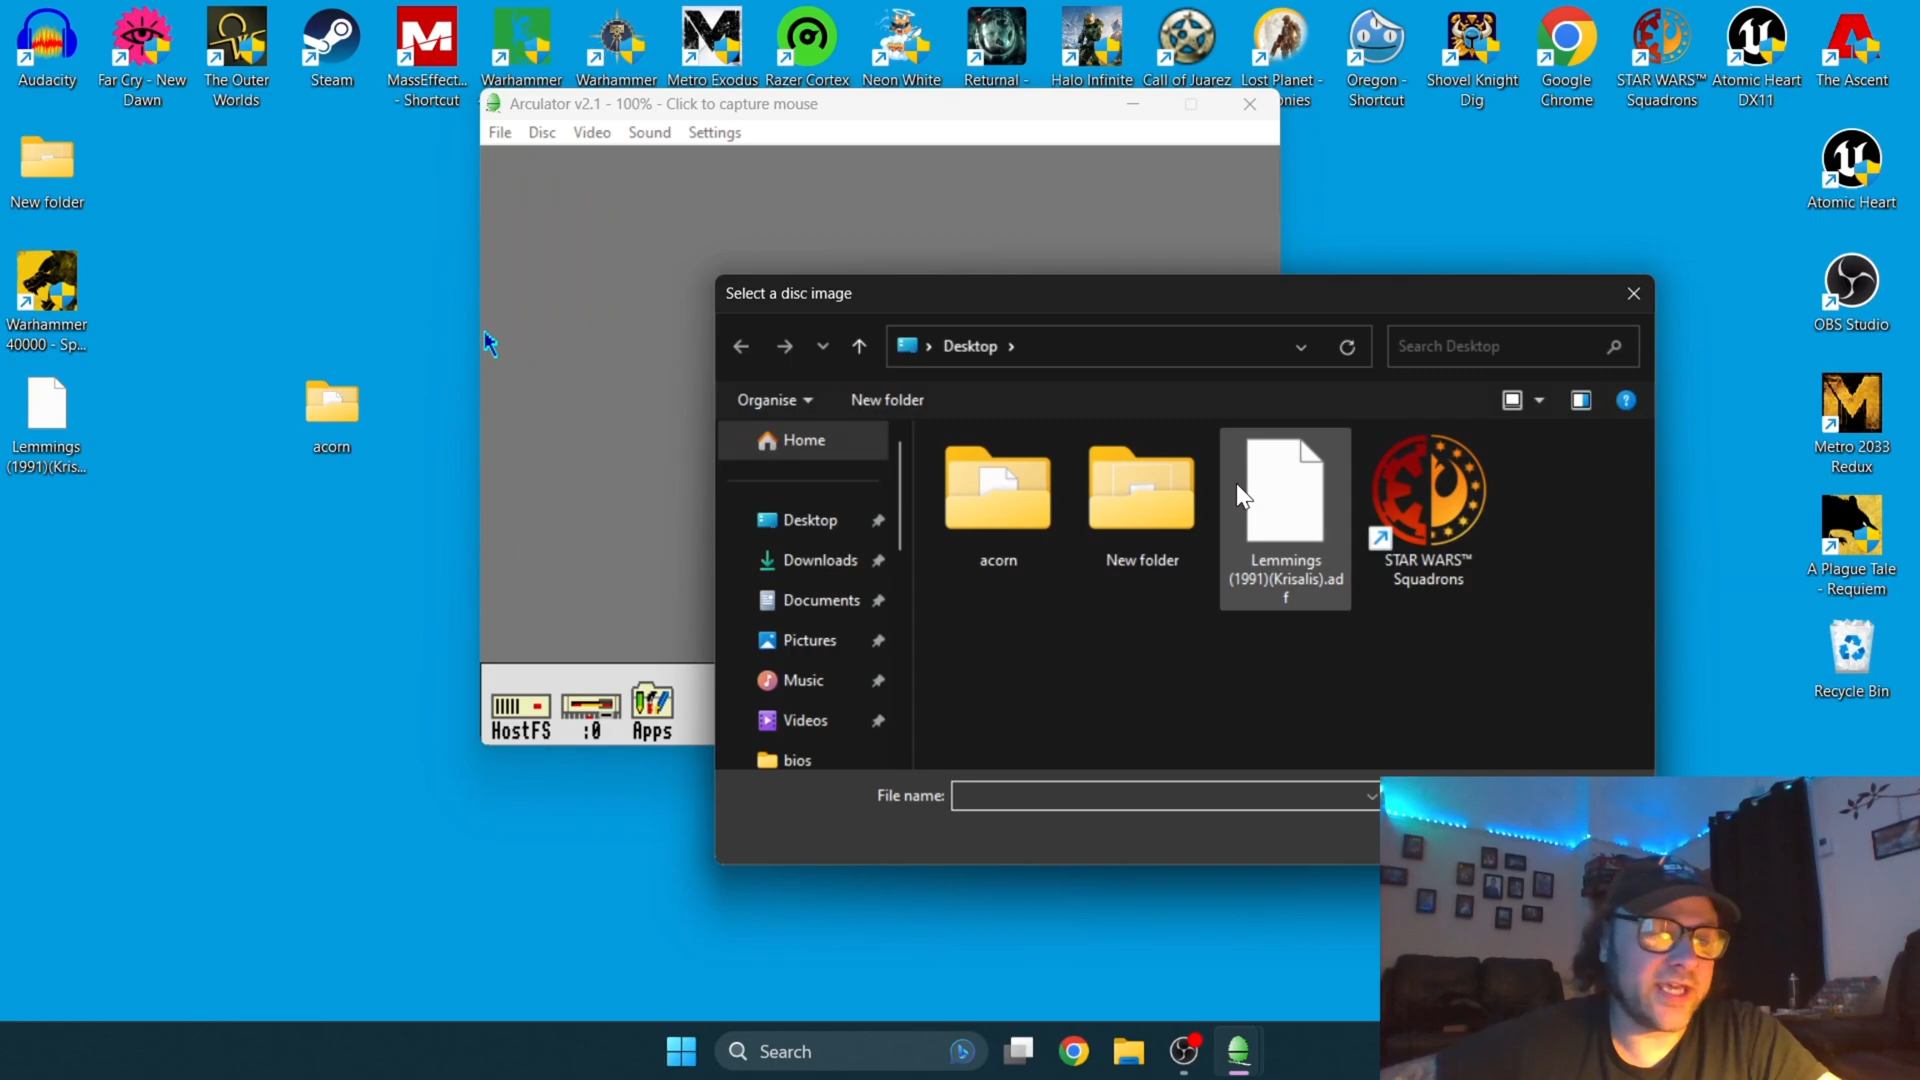 Audacity
Far Cry - New
Dawn
The Outer
Worlds
Steam
MassEffect...
- Shortcut
Warhammer
Warhammer
Metro Exodus
Razer Cortex
Neon White
Returnal -
Halo Infinite
Call of Juarez
Lost Planet -
onies
Oregon -
Shortcut
Shovel Knight
Dig
Google
Chrome
STAR WARS™
Squadrons
Atomic Heart
DX11
The Ascent
New folder
Warhammer
40000 - Sp...
Lemmings
(1991)(Kris...
acorn
Atomic Heart
OBS Studio
Metro 2033
Redux
A Plague Tale
- Requiem
Recycle Bin
Arculator v2.1 - 100% - Click to capture mouse
File Disc Video Sound Settings
HostFS :0 Apps
Select a disc image
Desktop
Search Desktop
Organise New folder
Home
Desktop
Downloads
Documents
Pictures
Music
Videos
bios
acorn
New folder
Lemmings
(1991)(Krisalis).ad
f
STAR WARS™
Squadrons
File name:
Search